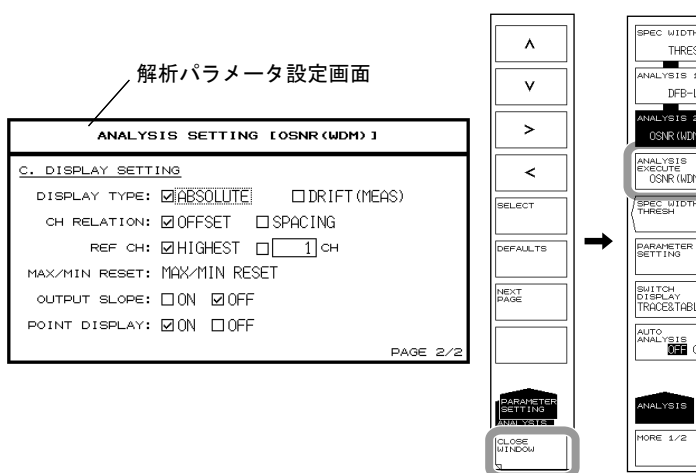 解析パラメータ設定画面
ANALYSIS SETTING [OSNR(WDM)]
C. DISPLAY SETTING
DISPLAY TYPE: ☑ABSOLUTE ☐DRIFT(MEAS)
CH RELATION: ☑OFFSET ☐SPACING
REF CH: ☑HIGHEST ☐ 1 CH
MAX/MIN RESET: MAX/MIN RESET
OUTPUT SLOPE: ☐ON ☑OFF
POINT DISPLAY: ☑ON ☐OFF
PAGE 2/2
∧
∨
>
<
SELECT
DEFAULTS
NEXT
PAGE
PARAMETER
SETTING
ANALYSIS
CLOSE
WINDOW
→
SPEC WIDTH
THRES
ANALYSIS 1
DFB-L
ANALYSIS 2
OSNR(WDM
ANALYSIS
EXECUTE
OSNR(WDM
SPEC WIDTH
THRESH
PARAMETER
SETTING
SWITCH
DISPLAY
TRACE&TABL
AUTO
ANALYSIS
OFF
ANALYSIS
MORE 1/2